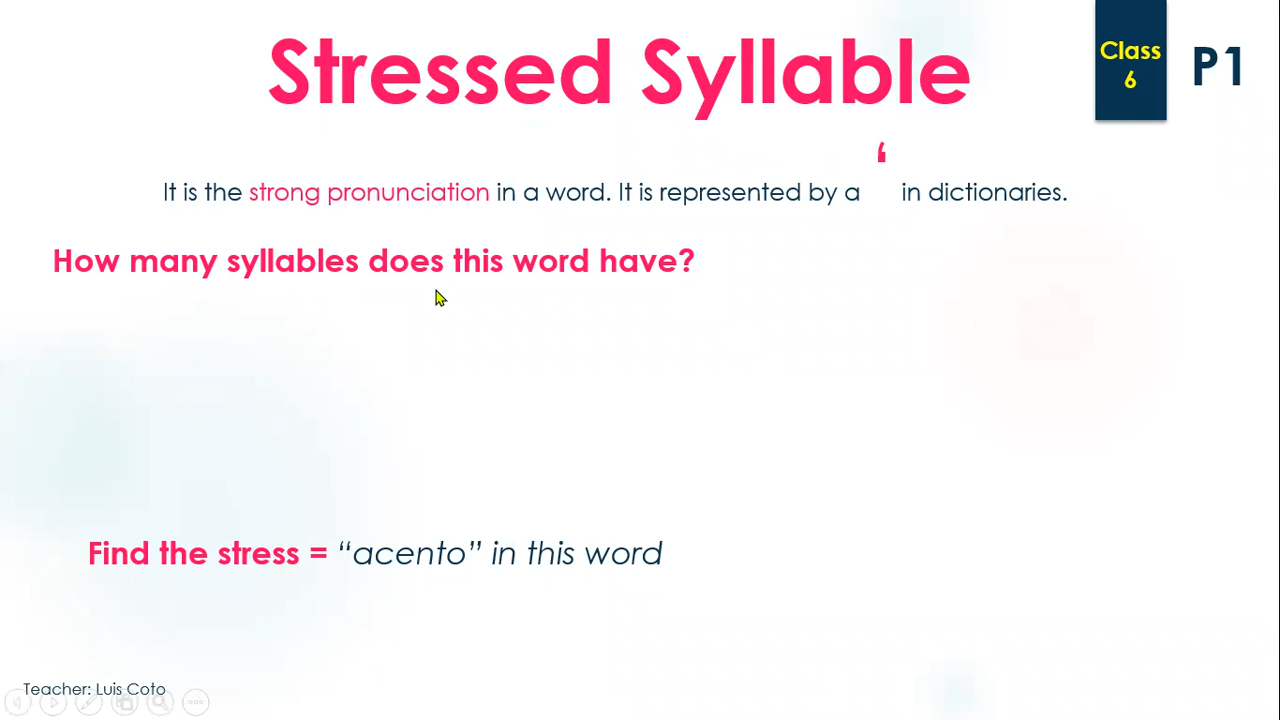 Stressed Syllable
Class
6
P1
It is the strong pronunciation in a word. It is represented by a ‘ in dictionaries.
How many syllables does this word have?
Find the stress = “acento” in this word
Teacher: Luis Coto